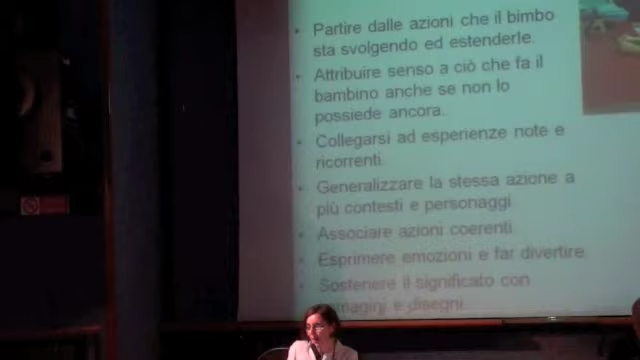 • Partire dalle azioni che il bimbo
sta svolgendo ed estenderle.
• Attribuire senso a ciò che fa il
bambino anche se non lo
possiede ancora.
• Collegarsi ad esperienze note e
ricorrenti.
• Generalizzare la stessa azione a
più contesti e personaggi
• Associare azioni coerenti.
• Esprimere emozioni e far divertire.
• Sostenere il significato con
immagini e disegni.